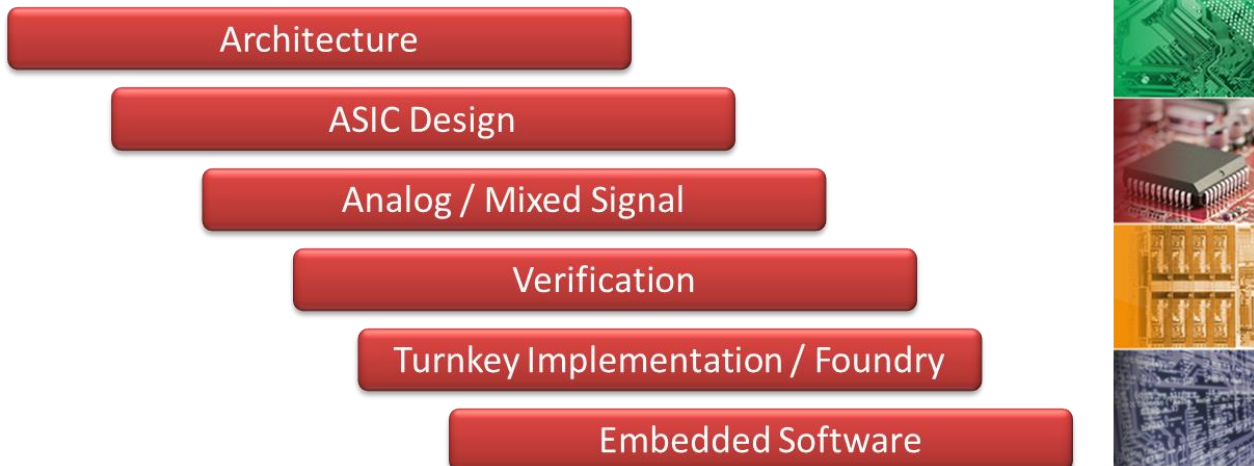 Architecture
ASIC Design
Analog / Mixed Signal
Verification
Turnkey Implementation / Foundry
Embedded Software